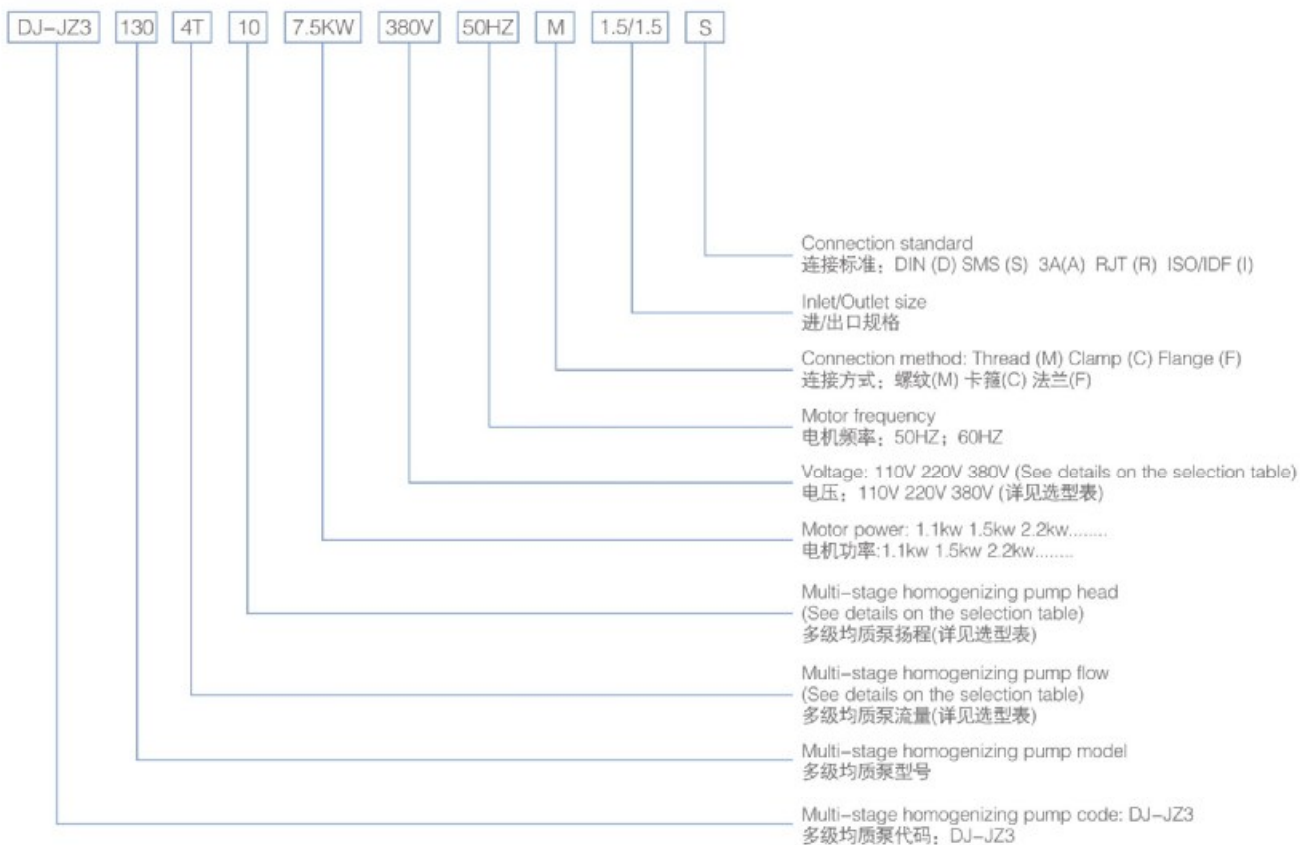 DJ-JZ3 130 4T 10 7.5KW 380V 50HZ M 1.5/1.5 S
Connection standard
连接标准：DIN (D) SMS (S) 3A(A) RJT (R) ISO/IDF (I)
Inlet/Outlet size
进/出口规格
Connection method: Thread (M) Clamp (C) Flange (F)
连接方式：螺纹(M) 卡箍(C) 法兰(F)
Motor frequency
电机频率：50HZ；60HZ
Voltage: 110V 220V 380V (See details on the selection table)
电压：110V 220V 380V (详见选型表)
Motor power: 1.1kw 1.5kw 2.2kw........
电机功率:1.1kw 1.5kw 2.2kw........
Multi-stage homogenizing pump head
(See details on the selection table)
多级均质泵扬程(详见选型表)
Multi-stage homogenizing pump flow
(See details on the selection table)
多级均质泵流量(详见选型表)
Multi-stage homogenizing pump model
多级均质泵型号
Multi-stage homogenizing pump code: DJ-JZ3
多级均质泵代码：DJ-JZ3